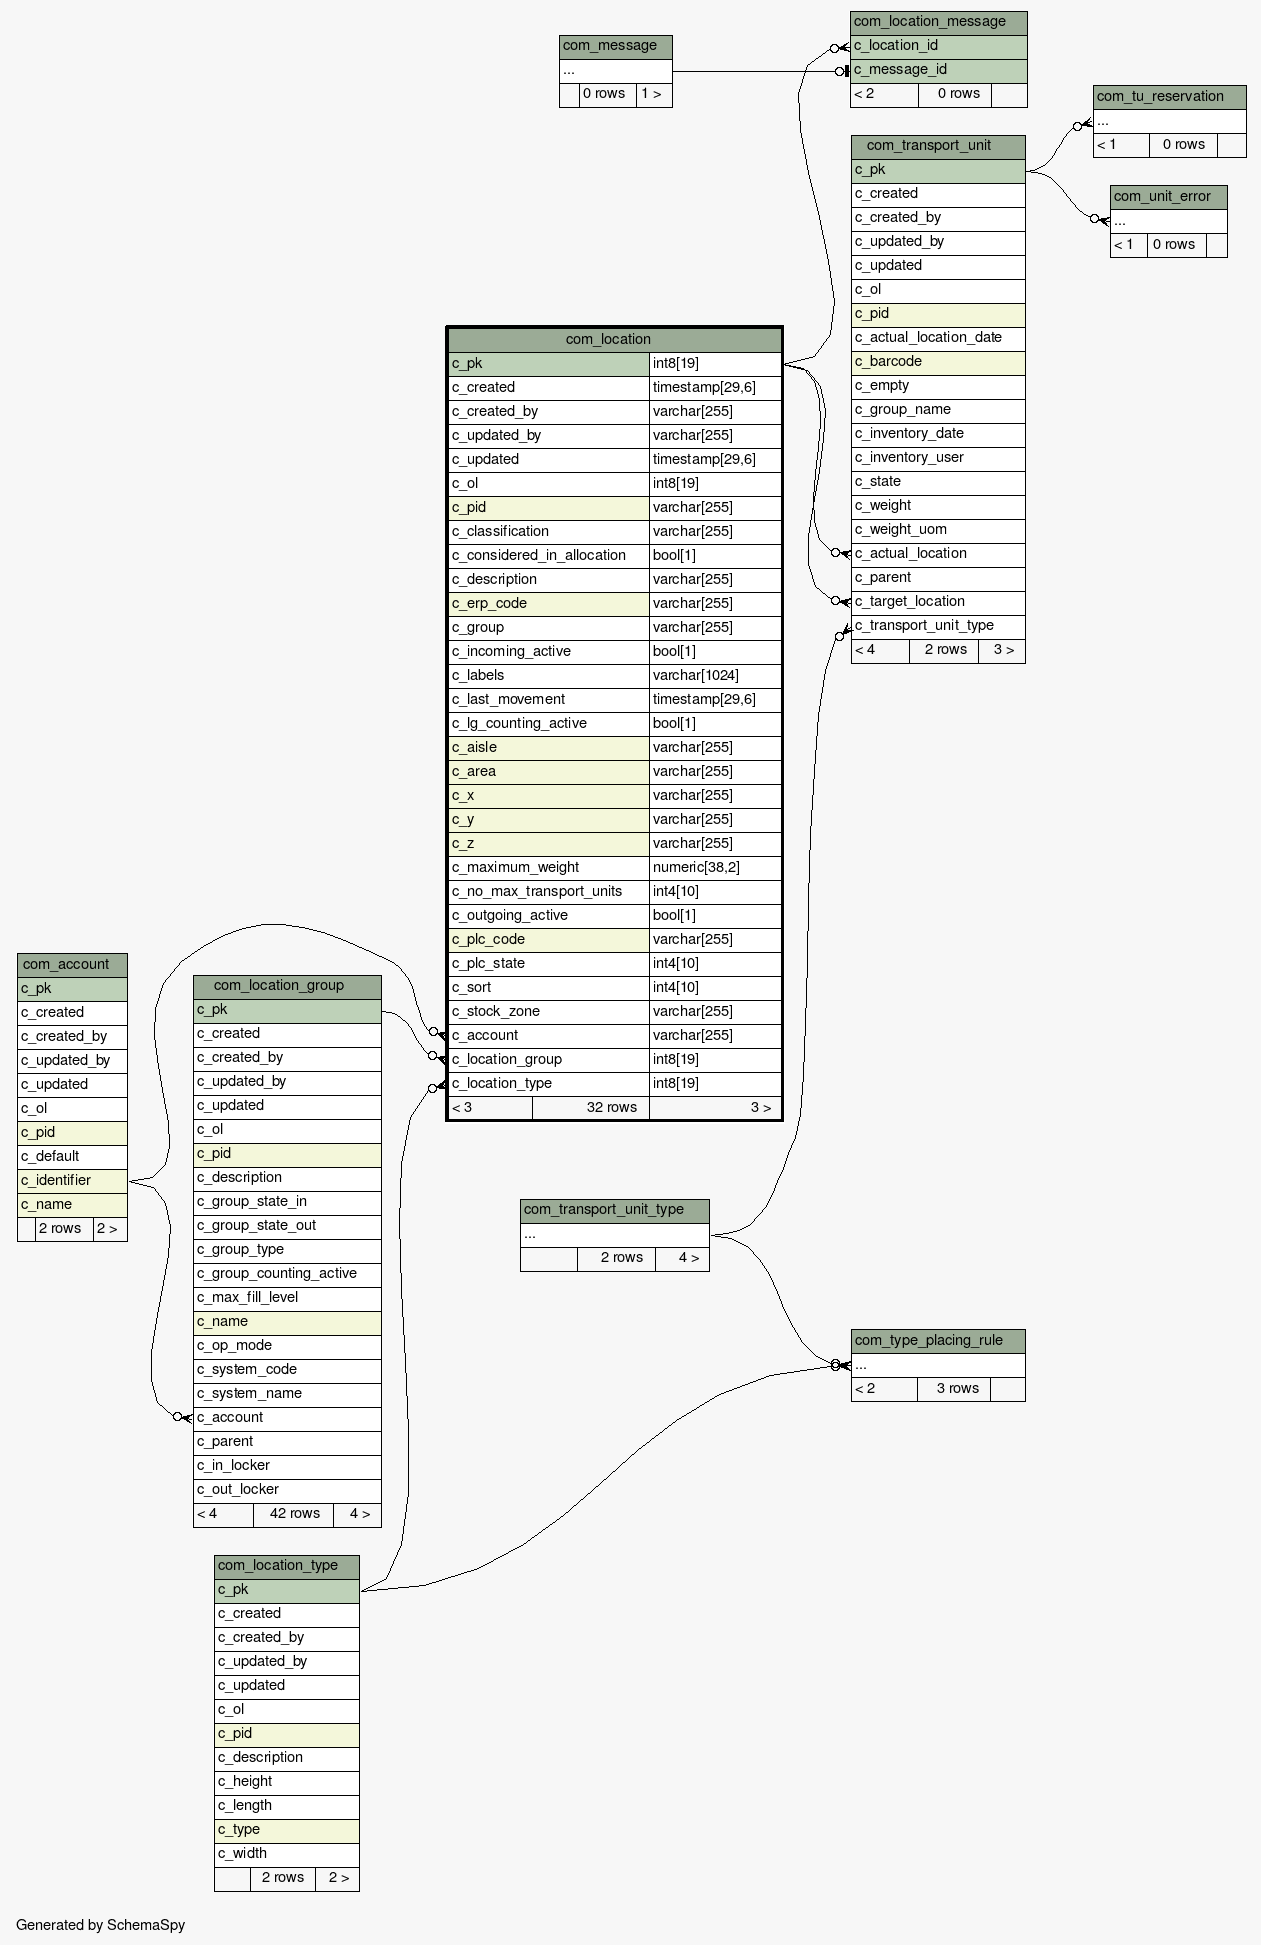 com_location_message
c_location_id
c_message_id
< 2 0 rows
com_message
...
0 rows 1 >
com_tu_reservation
...
< 1 0 rows
com_unit_error
...
< 1 0 rows
com_transport_unit
c_pk
c_created
c_created_by
c_updated_by
c_updated
c_ol
c_pid
c_actual_location_date
c_barcode
c_empty
c_group_name
c_inventory_date
c_inventory_user
c_state
c_weight
c_weight_uom
c_actual_location
c_parent
c_target_location
c_transport_unit_type
< 4 2 rows 3 >
com_location
c_pk int8[19]
c_created timestamp[29,6]
c_created_by varchar[255]
c_updated_by varchar[255]
c_updated timestamp[29,6]
c_ol int8[19]
c_pid varchar[255]
c_classification varchar[255]
c_considered_in_allocation bool[1]
c_description varchar[255]
c_erp_code varchar[255]
c_group varchar[255]
c_incoming_active bool[1]
c_labels varchar[1024]
c_last_movement timestamp[29,6]
c_lg_counting_active bool[1]
c_aisle varchar[255]
c_area varchar[255]
c_x varchar[255]
c_y varchar[255]
c_z varchar[255]
c_maximum_weight numeric[38,2]
c_no_max_transport_units int4[10]
c_outgoing_active bool[1]
c_plc_code varchar[255]
c_plc_state int4[10]
c_sort int4[10]
c_stock_zone varchar[255]
c_account varchar[255]
c_location_group int8[19]
c_location_type int8[19]
< 3 32 rows 3 >
com_account
c_pk
c_created
c_created_by
c_updated_by
c_updated
c_ol
c_pid
c_default
c_identifier
c_name
2 rows 2 >
com_location_group
c_pk
c_created
c_created_by
c_updated_by
c_updated
c_ol
c_pid
c_description
c_group_state_in
c_group_state_out
c_group_type
c_group_counting_active
c_max_fill_level
c_name
c_op_mode
c_system_code
c_system_name
c_account
c_parent
c_in_locker
c_out_locker
< 4 42 rows 4 >
com_transport_unit_type
...
2 rows 4 >
com_type_placing_rule
...
< 2 3 rows
com_location_type
c_pk
c_created
c_created_by
c_updated_by
c_updated
c_ol
c_pid
c_description
c_height
c_length
c_type
c_width
2 rows 2 >
Generated by SchemaSpy